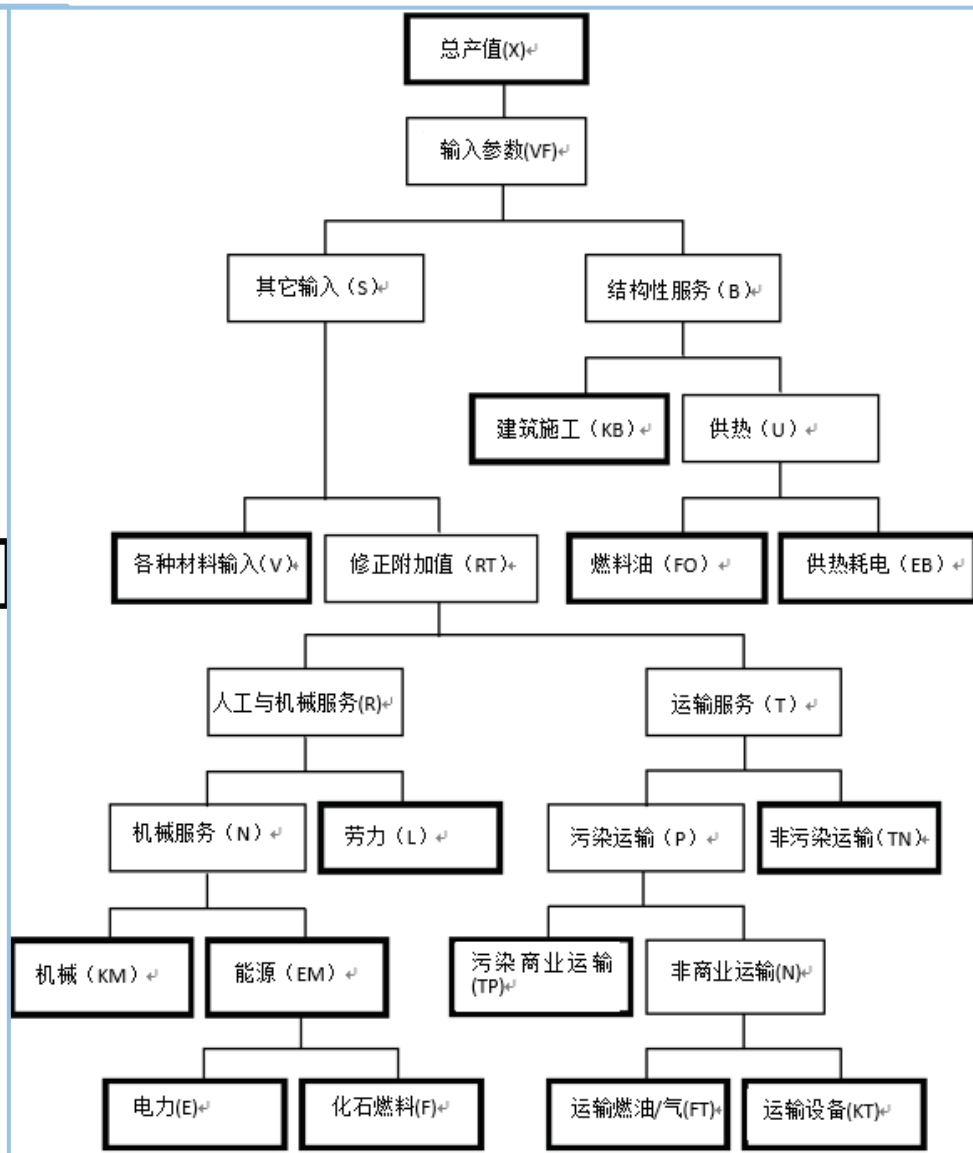 总产值(X)↵
输入参数(VF)↵
其它输入（S）↵
结构性服务（B）↵
建筑施工（KB）↵
供热（U）↵
各种材料输入(V)↵
修正附加值（RT)↵
燃料油（FO）↵
供热耗电（EB）↵
人工与机械服务(R)↵
运输服务（T）↵
机械服务（N）↵
劳力（L）↵
污染运输（P）↵
非污染运输(TN)↵
机械（KM）↵
能源（EM）↵
污染商业运输
(TP)↵
非商业运输(N)↵
电力(E)↵
化石燃料(F)↵
运输燃油/气(FT)↵
运输设备(KT)↵